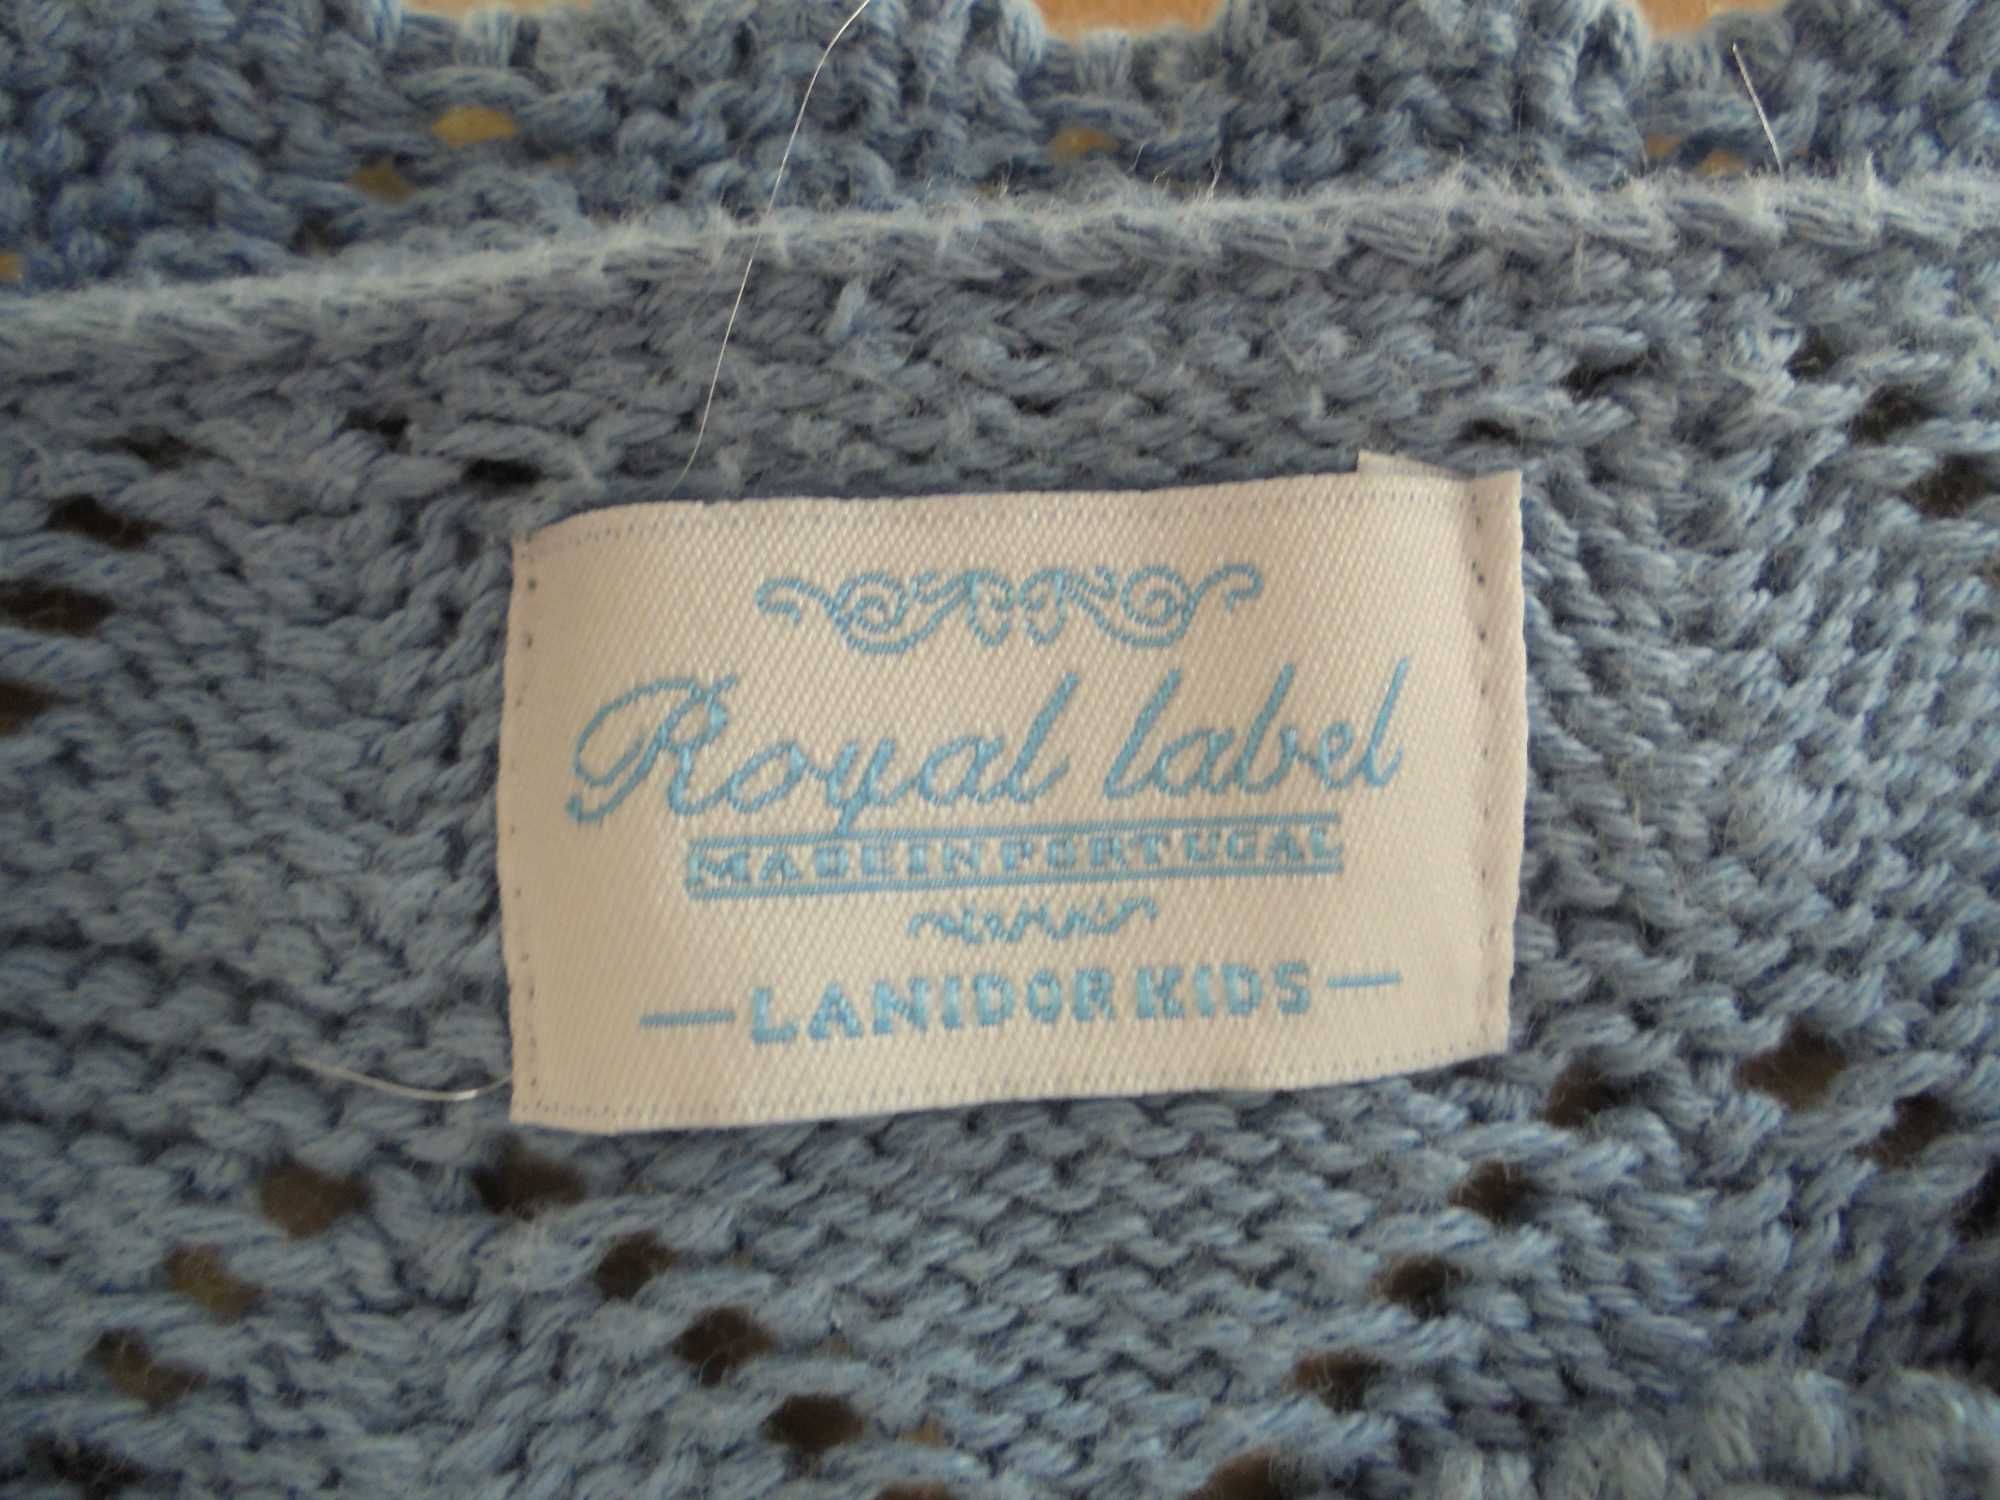 Royal label
MADE IN PORTUGAL
LANIDOR KIDS